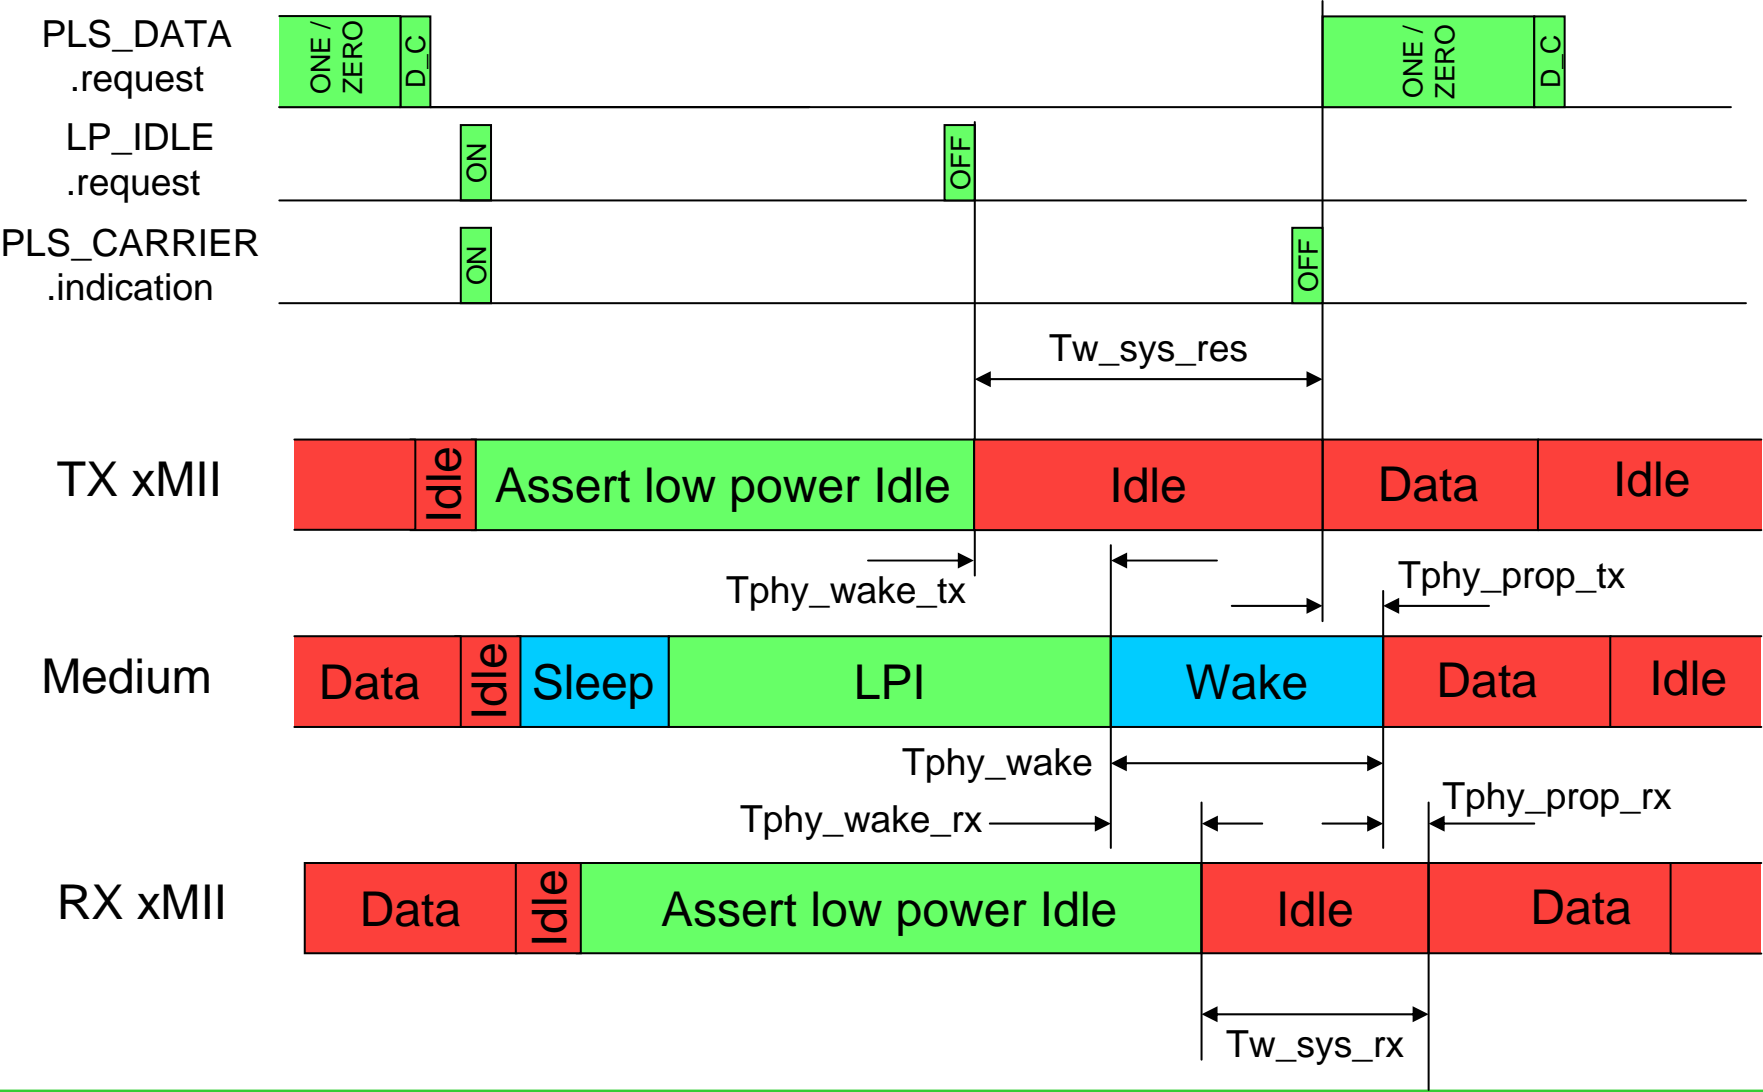 PLS_DATA
.request
ONE /
ZERO
D_C
ONE /
ZERO
D_C
LP_IDLE
.request
ON
OFF
PLS_CARRIER
.indication
ON
OFF
Tw_sys_res
TX xMII
Idle
Assert low power Idle
Idle
Data
Idle
Tphy_wake_tx
Tphy_prop_tx
Medium
Data
Idle
Sleep
LPI
Wake
Data
Idle
Tphy_wake
Tphy_wake_rx
Tphy_prop_rx
RX xMII
Data
Idle
Assert low power Idle
Idle
Data
Tw_sys_rx